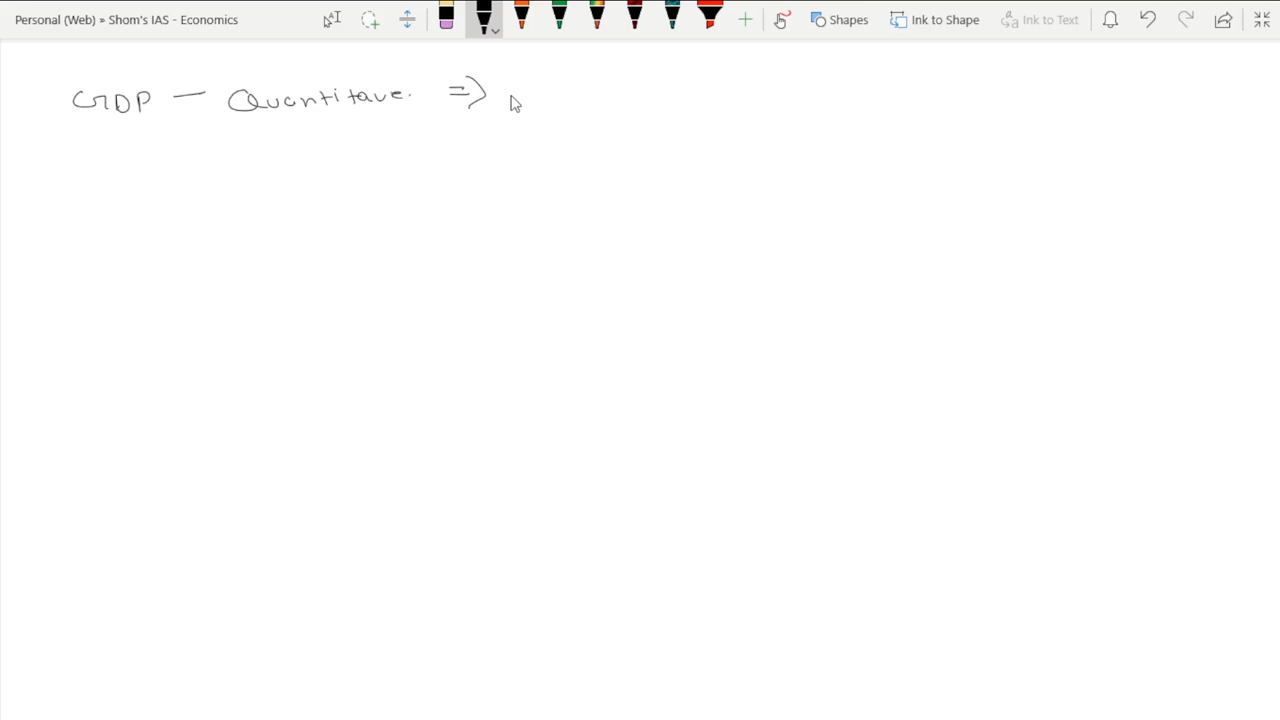 Personal (Web) » Shom's IAS - Economics Shapes Ink to Shape Ink to Text
GDP — Quantitave. =>